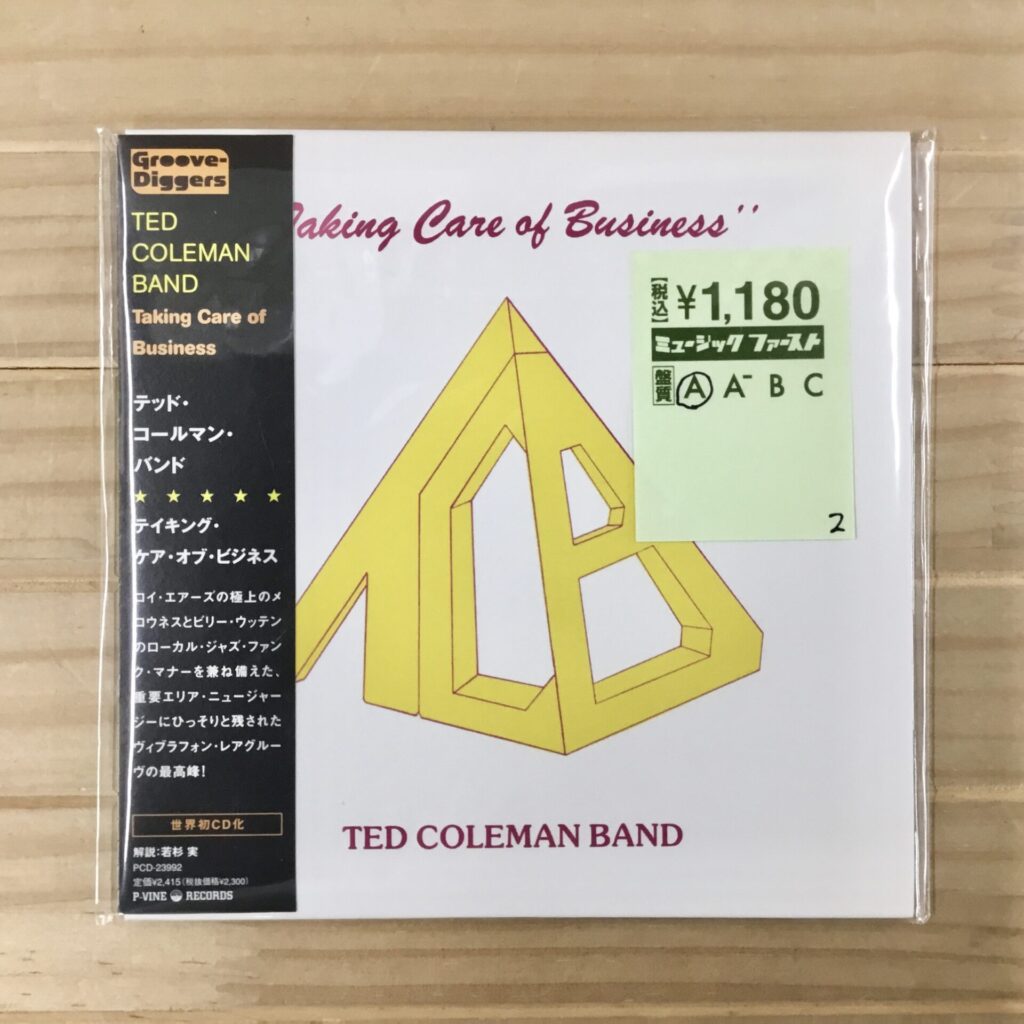 Groove-
Diggers
TED
COLEMAN
BAND
Taking Care of
Business
テッド・
コールマン・
バンド
★ ★ ★ ★ ★
テイキング・
ケア・オブ・ビジネス
ロイ・エアーズの極上のメ
ロウネスとビリー・ウッテン
のローカル・ジャズ・ファン
ク・マナーを兼ね備えた、
重要エリア・ニュージャー
ジーにひっそりと残された
ヴィブラフォン・レアグルー
ヴの最高峰!
世界初CD化
解説:若杉 実
PCD-23992
定価¥2,415(税抜価格¥2,300)
P-VINE RECORDS
Taking Care of Business''
【税込】¥1,180
ミュージックファースト
盤質 A A- B C
2
TCB
TED COLEMAN BAND